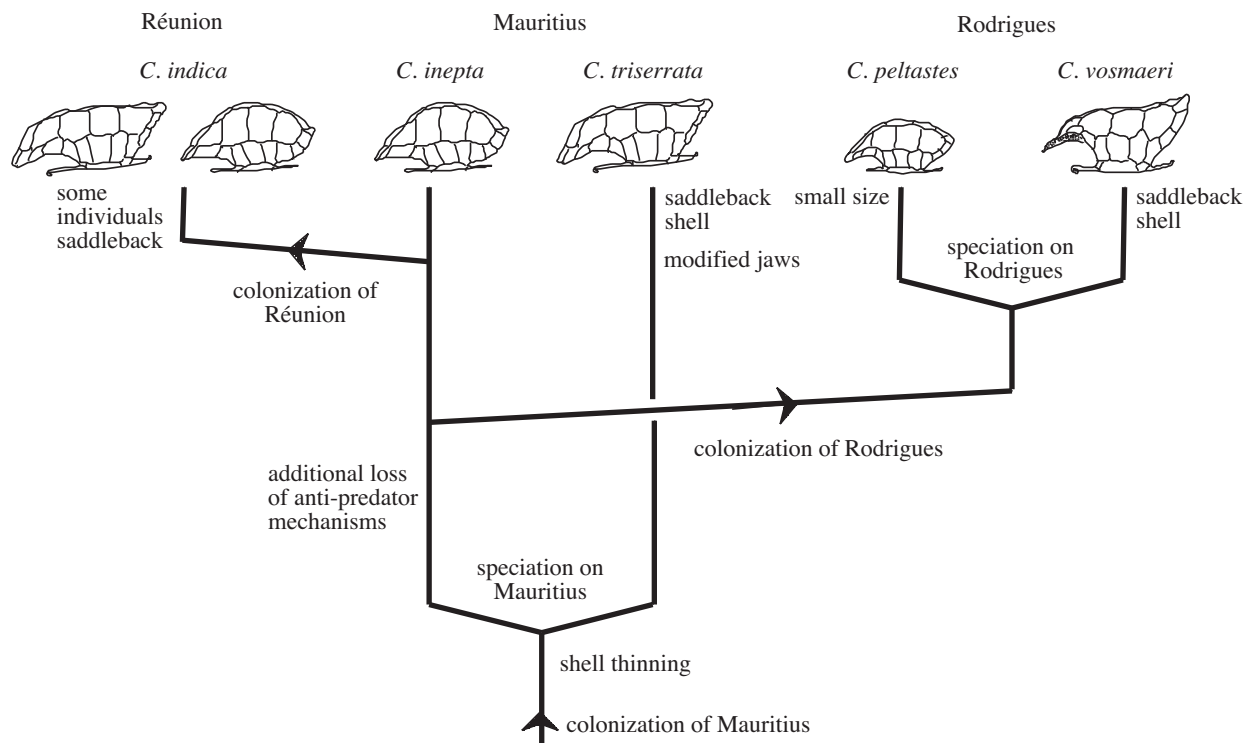 Réunion
Mauritius
Rodrigues
C. indica
C. inepta
C. triserrata
C. peltastes
C. vosmaeri
some
individuals
saddleback
saddleback
shell
modified jaws
small size
saddleback
shell
speciation on
Rodrigues
colonization of
Réunion
colonization of Rodrigues
additional loss
of anti-predator
mechanisms
speciation on
Mauritius
shell thinning
colonization of Mauritius